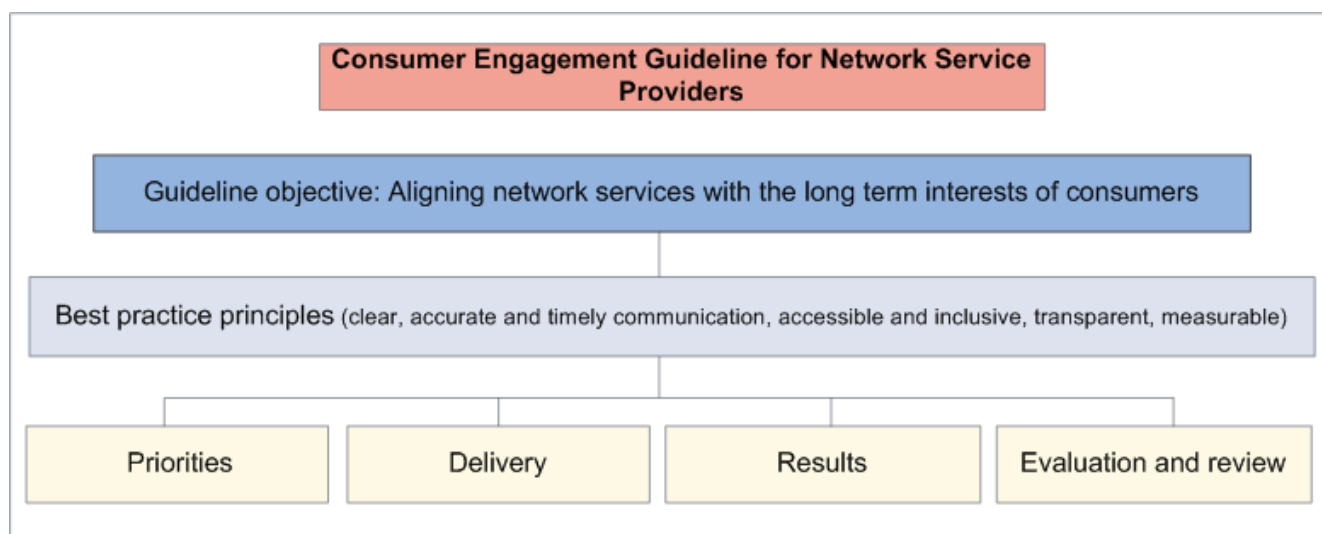 Consumer Engagement Guideline for Network Service
Providers
Guideline objective: Aligning network services with the long term interests of consumers
Best practice principles (clear, accurate and timely communication, accessible and inclusive, transparent, measurable)
Priorities
Delivery
Results
Evaluation and review